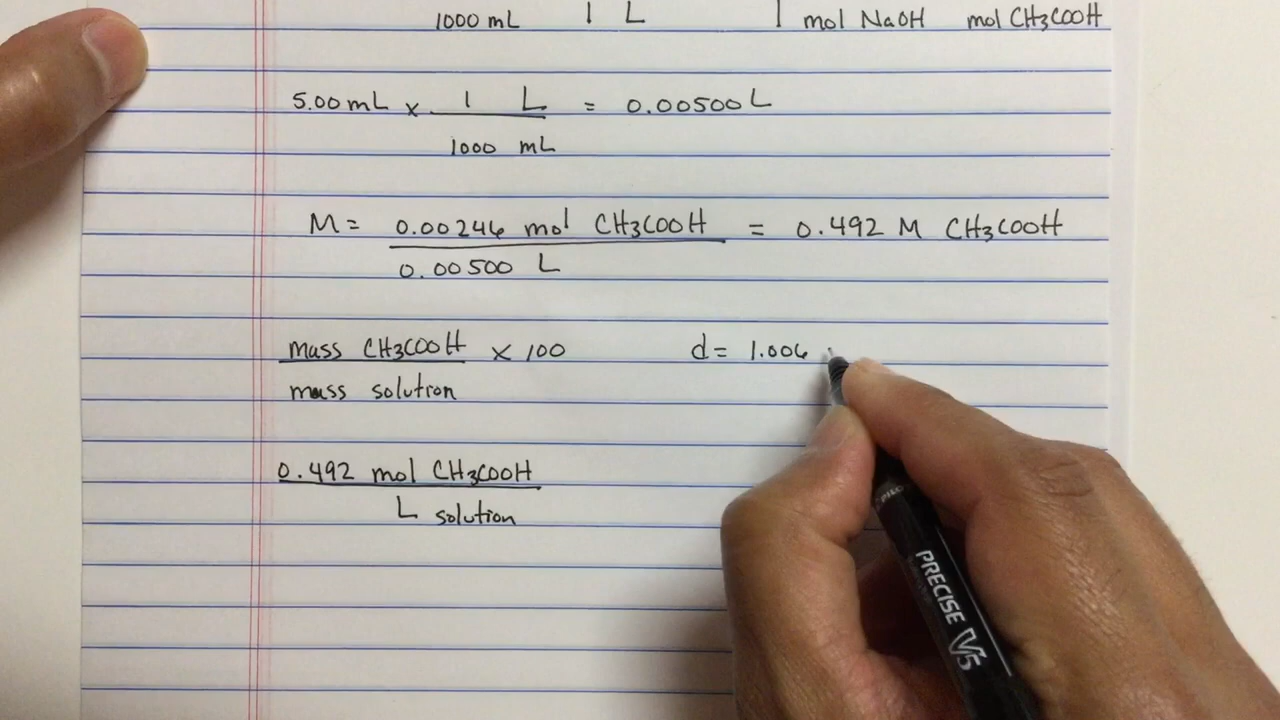 1000 mL 1 L 1 mol NaOH mol CH3COOH
5.00 mL x 1 L = 0.00500 L
1000 mL
M = 0.00246 mol CH3COOH = 0.492 M CH3COOH
0.00500 L
mass CH3COOH x 100 d = 1.006
mass solution
0.492 mol CH3COOH
L solution
PILOT
PRECISE V5